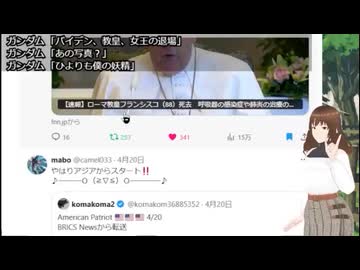 ガンダム「バイデン、教皇、女王の退場」
ガンダム「あの写真？」
ガンダム「ひよりも僕の妖精」
【速報】ローマ教皇フランシスコ（88）死去 呼吸器の感染症や肺炎の治療の...
fnn.jpから
16 237 341 15万
mabo @camel033・4月20日
やはりアジアからスタート‼️
♪―――――O（≧∇≦）O―――――♪
komakoma2 @komakom36885352・4月20日
American Patriot 🇺🇸🇺🇸🇺🇸 4/20
BRICS Newsから転送